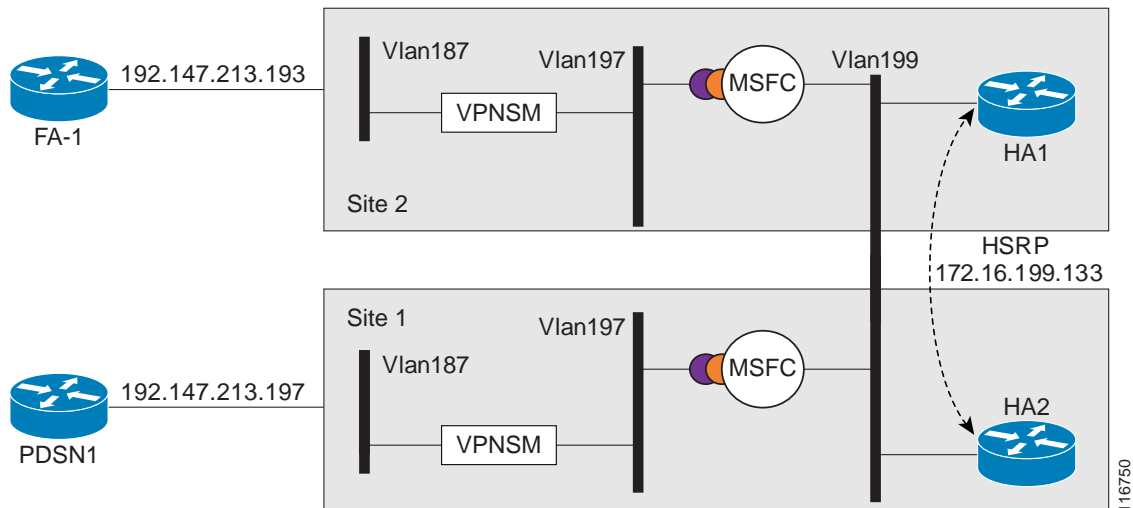 Vlan187
Vlan197
Vlan199
MSFC
192.147.213.193
VPNSM
FA-1
HA1
Site 2
HSRP
172.16.199.133
Site 1
Vlan197
Vlan187
MSFC
192.147.213.197
HA2
VPNSM
PDSN1
116750